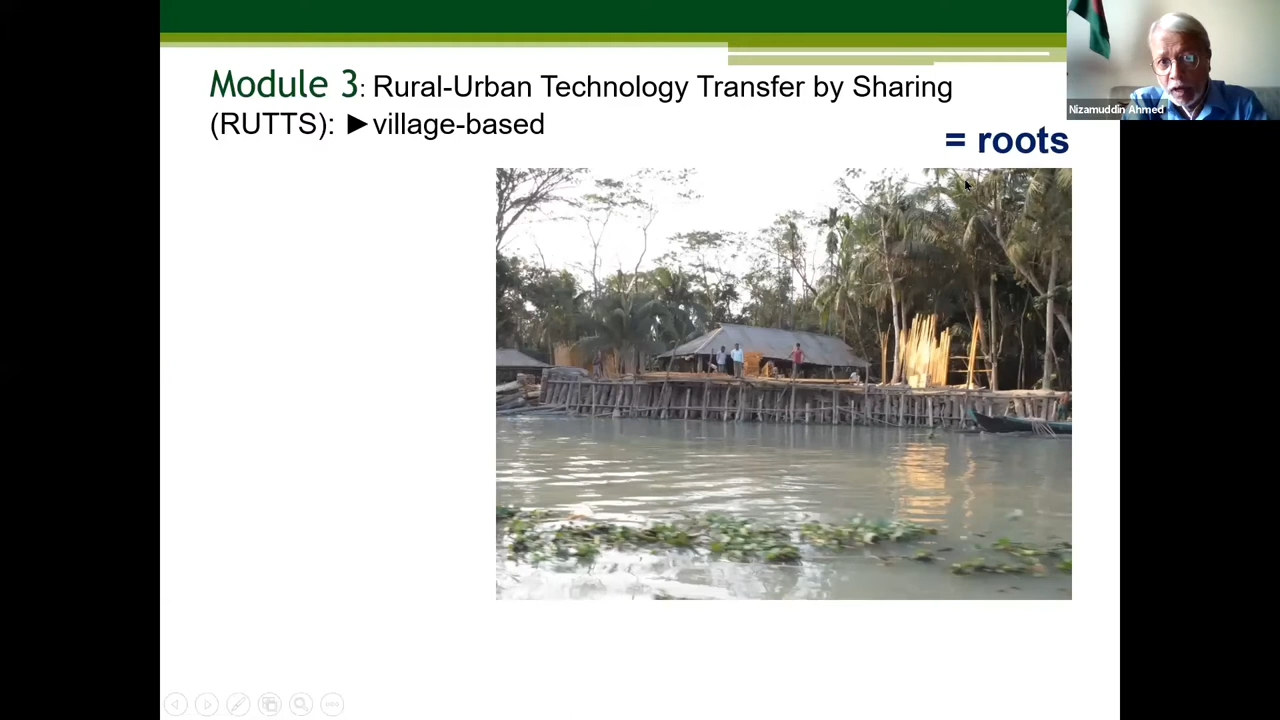 Module 3: Rural-Urban Technology Transfer by Sharing
(RUTTS): ►village-based
= roots
Nizamuddin Ahmed